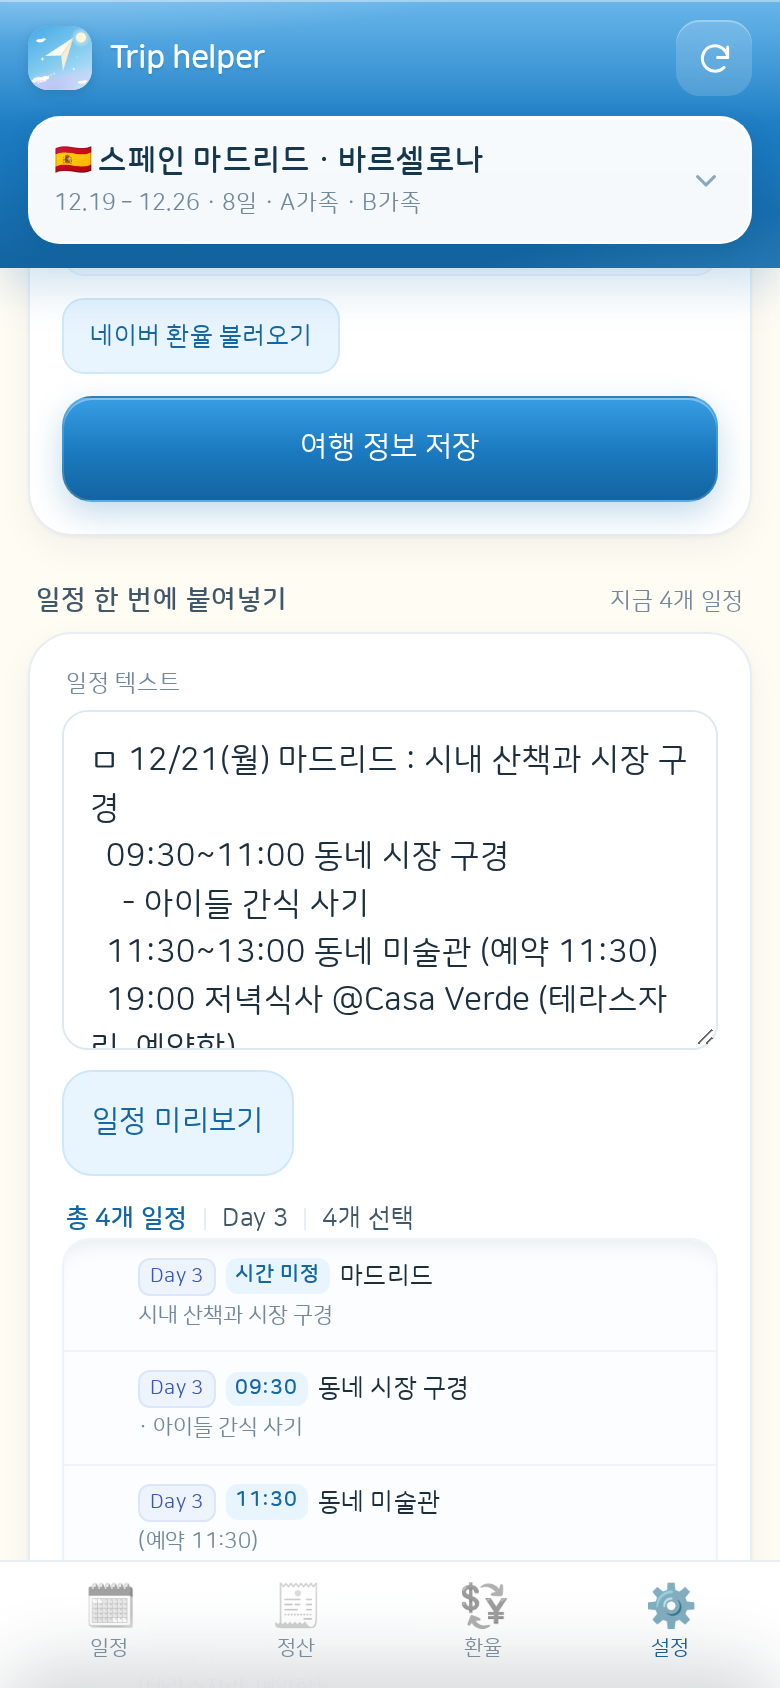 Trip helper
🇪🇸 스페인 마드리드 · 바르셀로나
12.19 – 12.26 · 8일 · A가족 · B가족
네이버 환율 불러오기
여행 정보 저장
일정 한 번에 붙여넣기
지금 4개 일정
일정 텍스트
ㅁ 12/21(월) 마드리드 : 시내 산책과 시장 구
경
09:30~11:00 동네 시장 구경
- 아이들 간식 사기
11:30~13:00 동네 미술관 (예약 11:30)
19:00 저녁식사 @Casa Verde (테라스자
리, 예약함)
일정 미리보기
총 4개 일정 | Day 3 | 4개 선택
Day 3 시간 미정 마드리드
시내 산책과 시장 구경
Day 3 09:30 동네 시장 구경
· 아이들 간식 사기
Day 3 11:30 동네 미술관
(예약 11:30)
일정
정산
환율
설정